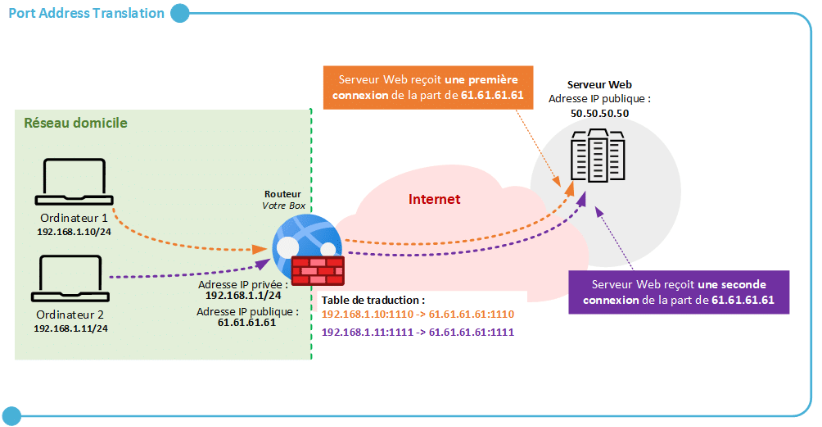 Port Address Translation
Serveur Web reçoit une première
connexion de la part de 61.61.61.61
Serveur Web
Adresse IP publique :
50.50.50.50
Réseau domicile
Ordinateur 1
192.168.1.10/24
Routeur
Votre Box
Internet
Ordinateur 2
192.168.1.11/24
Adresse IP privée :
192.168.1.1/24
Adresse IP publique :
61.61.61.61
Table de traduction :
192.168.1.10:1110 -> 61.61.61.61:1110
192.168.1.11:1111 -> 61.61.61.61:1111
Serveur Web reçoit une seconde
connexion de la part de 61.61.61.61